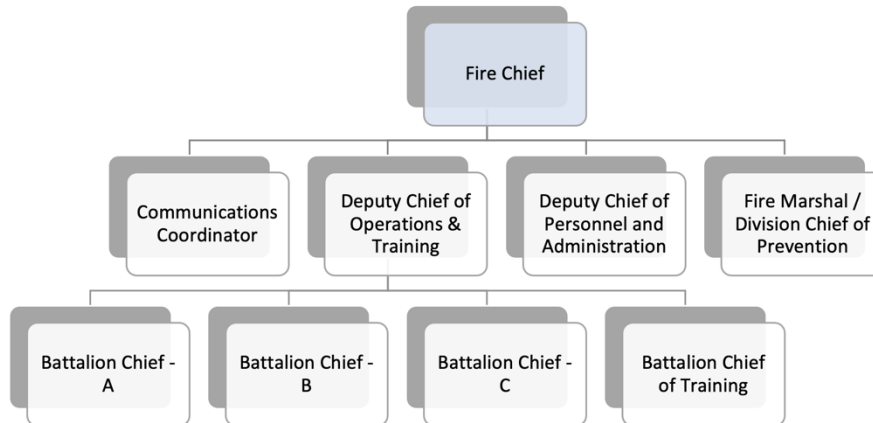 Fire Chief
Communications
Coordinator
Deputy Chief of
Operations &
Training
Deputy Chief of
Personnel and
Administration
Fire Marshal /
Division Chief of
Prevention
Battalion Chief -
A
Battalion Chief -
B
Battalion Chief -
C
Battalion Chief
of Training